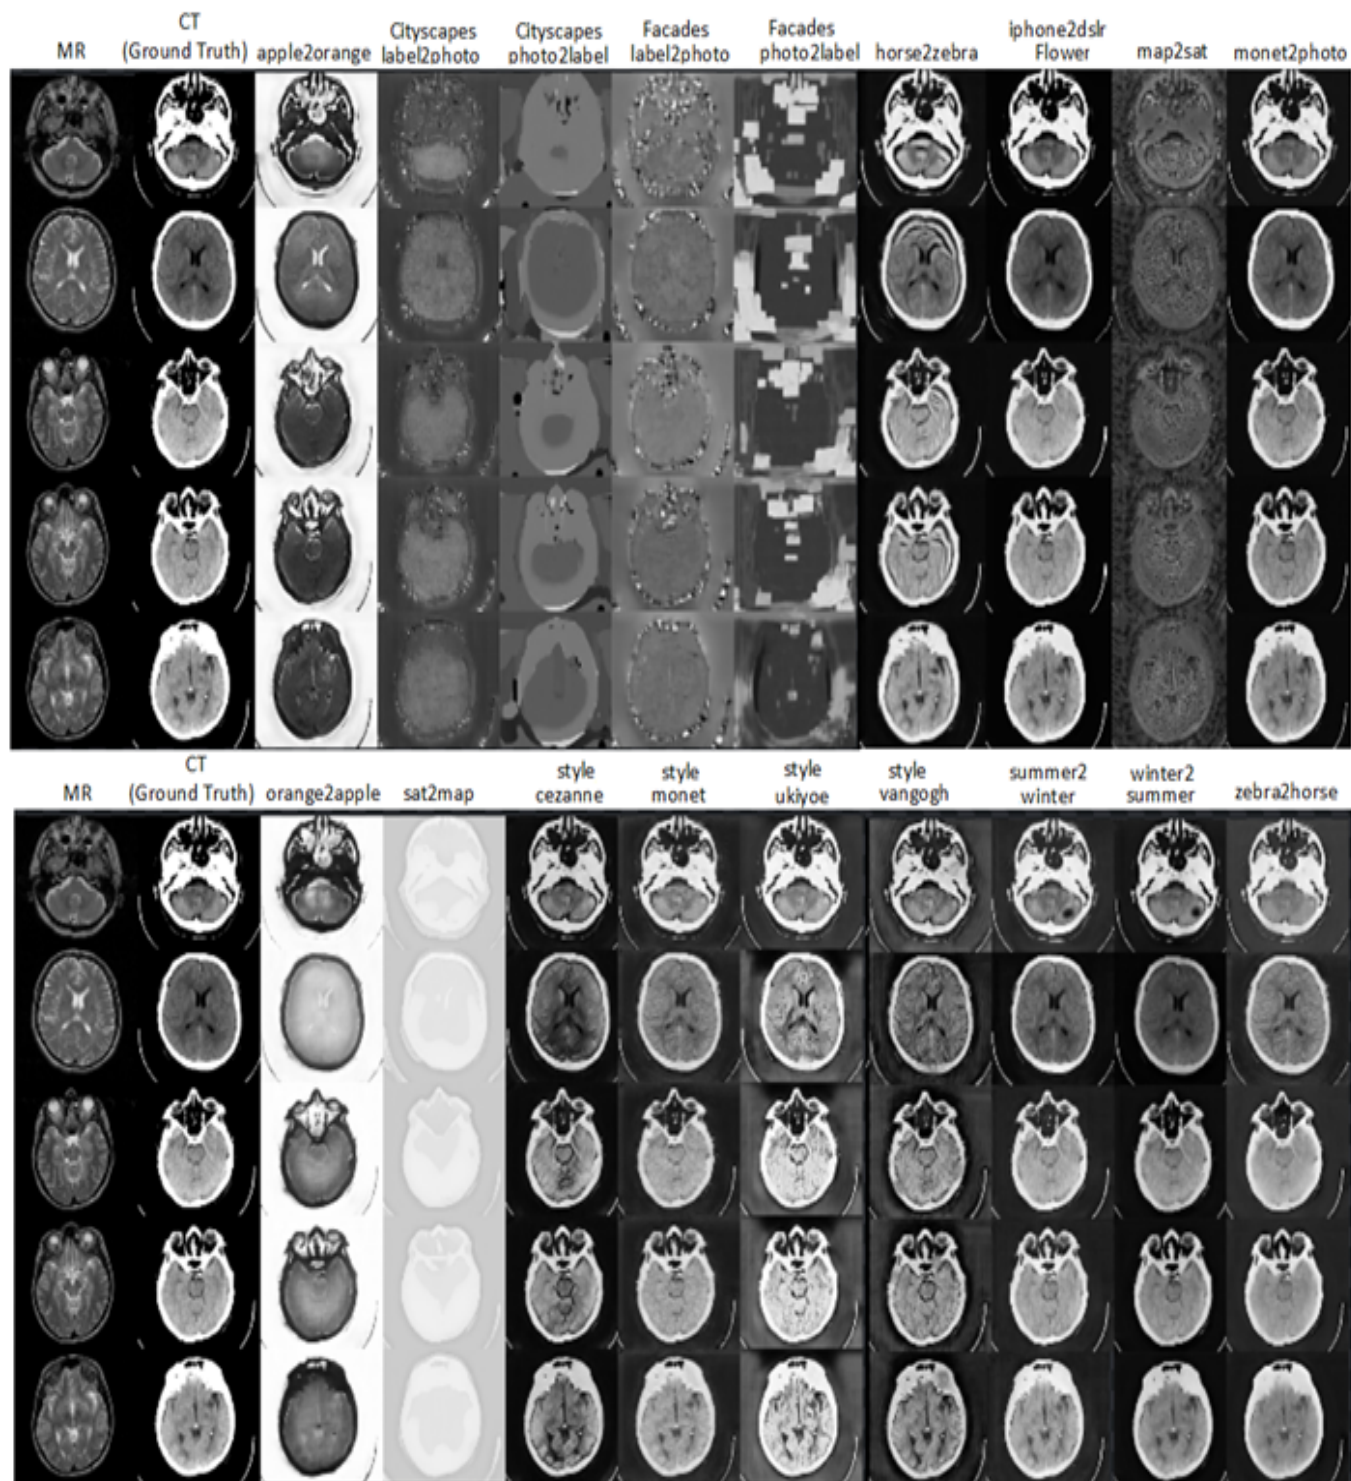 MR
CT
(Ground Truth)
apple2orange
Cityscapes
label2photo
Cityscapes
photo2label
Facades
label2photo
Facades
photo2label
horse2zebra
iphone2dslr
Flower
map2sat
monet2photo
MR
CT
(Ground Truth)
orange2apple
sat2map
style
cezanne
style
monet
style
ukiyoe
style
vangogh
summer2
winter
winter2
summer
zebra2horse